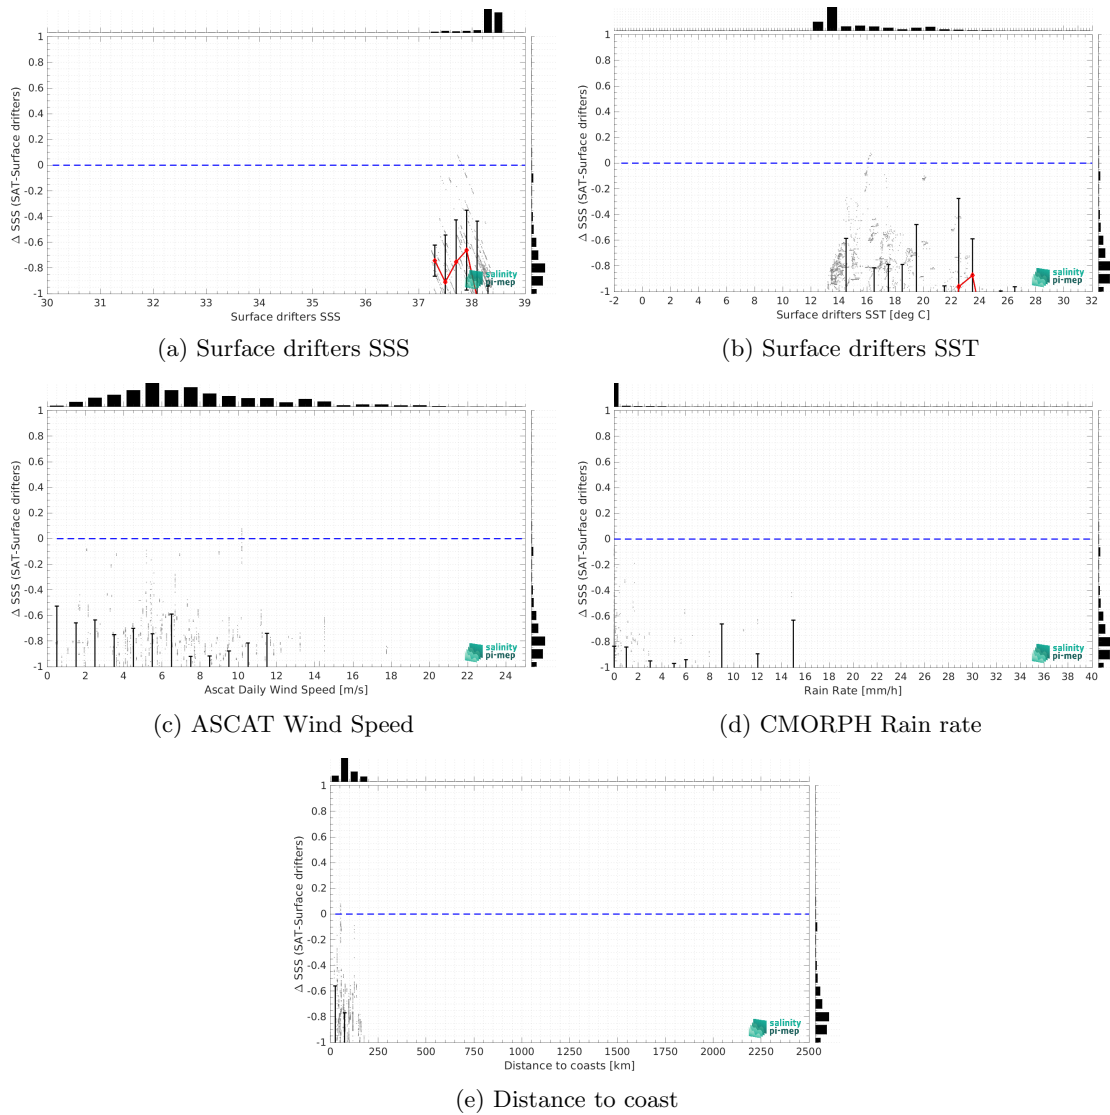 1
0.8
0.6
0.4
0.2
0
-0.2
-0.4
-0.6
-0.8
-1
Δ SSS (SAT-Surface drifters)
30 31 32 33 34 35 36 37 38 39
Surface drifters SSS
salinity
pi-mep
(a) Surface drifters SSS
1
0.8
0.6
0.4
0.2
0
-0.2
-0.4
-0.6
-0.8
-1
Δ SSS (SAT-Surface drifters)
-2 0 2 4 6 8 10 12 14 16 18 20 22 24 26 28 30 32
Surface drifters SST [deg C]
salinity
pi-mep
(b) Surface drifters SST
1
0.8
0.6
0.4
0.2
0
-0.2
-0.4
-0.6
-0.8
-1
Δ SSS (SAT-Surface drifters)
0 2 4 6 8 10 12 14 16 18 20 22 24
Ascat Daily Wind Speed [m/s]
salinity
pi-mep
(c) ASCAT Wind Speed
1
0.8
0.6
0.4
0.2
0
-0.2
-0.4
-0.6
-0.8
-1
Δ SSS (SAT-Surface drifters)
0 2 4 6 8 10 12 14 16 18 20 22 24 26 28 30 32 34 36 38 40
Rain Rate [mm/h]
salinity
pi-mep
(d) CMORPH Rain rate
1
0.8
0.6
0.4
0.2
0
-0.2
-0.4
-0.6
-0.8
-1
Δ SSS (SAT-Surface drifters)
0 250 500 750 1000 1250 1500 1750 2000 2250 2500
Distance to coasts [km]
salinity
pi-mep
(e) Distance to coast